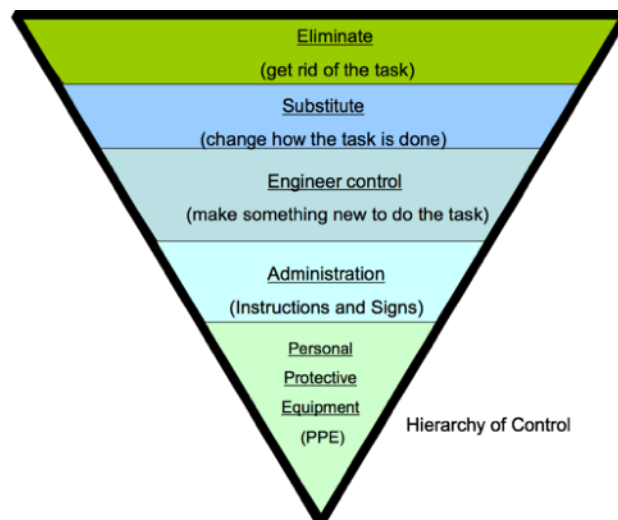 Eliminate
(get rid of the task)
Substitute
(change how the task is done)
Engineer control
(make something new to do the task)
Administration
(Instructions and Signs)
Personal
Protective
Equipment
(PPE)
Hierarchy of Control